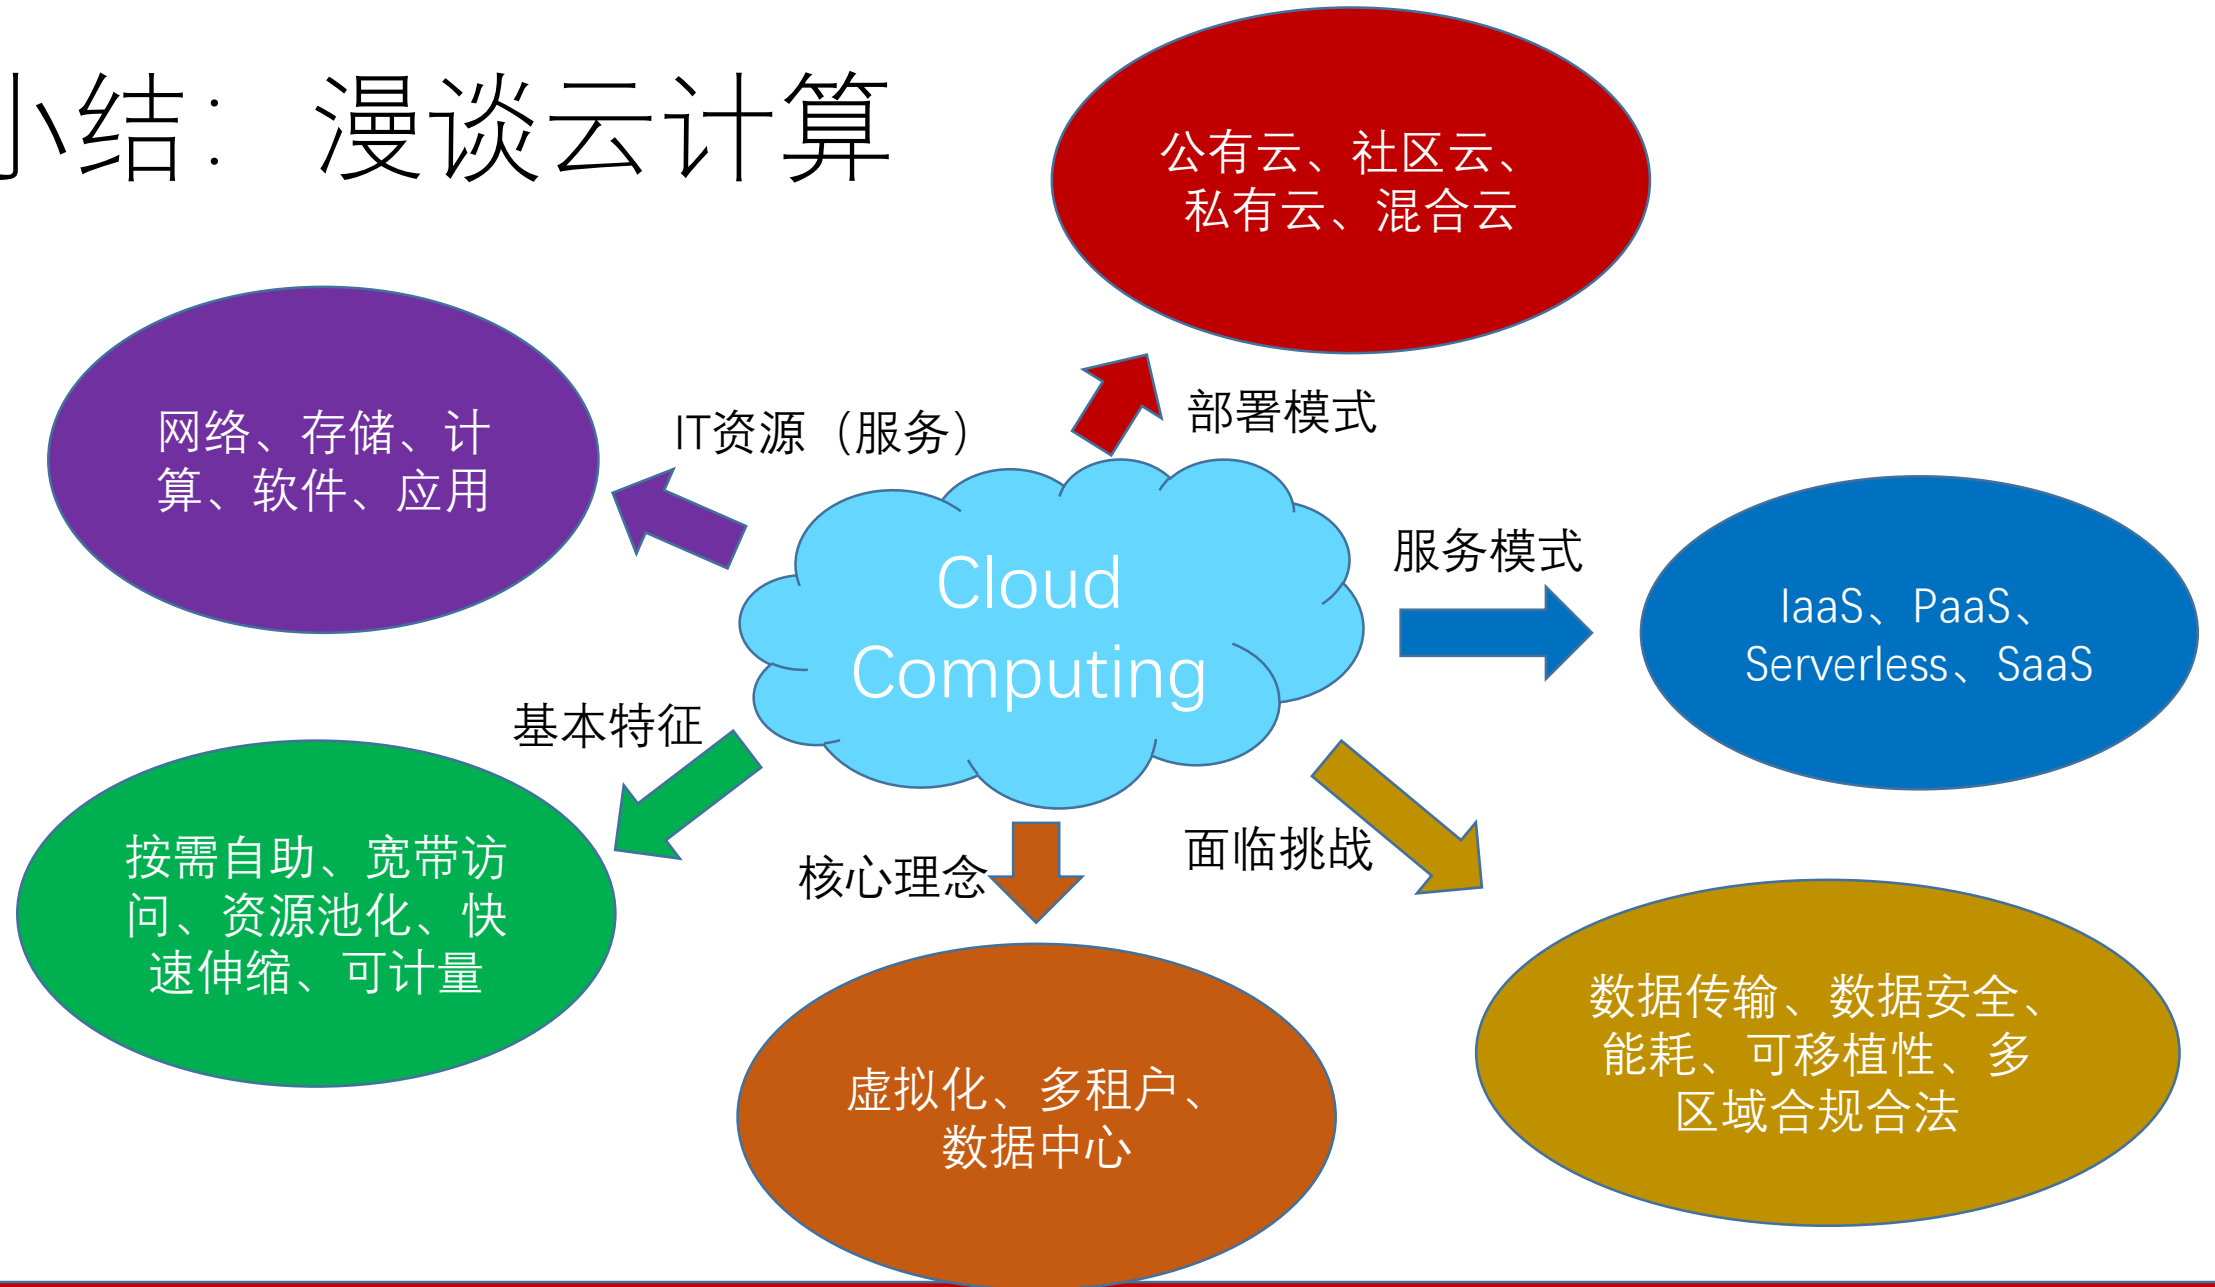 小结： 漫谈云计算
公有云、社区云、
私有云、混合云
部署模式
IT资源（服务）
网络、存储、计
算、软件、应用
Cloud
Computing
服务模式
IaaS、PaaS、
Serverless、SaaS
基本特征
按需自助、宽带访
问、资源池化、快
速伸缩、可计量
核心理念
虚拟化、多租户、
数据中心
面临挑战
数据传输、数据安全、
能耗、可移植性、多
区域合规合法